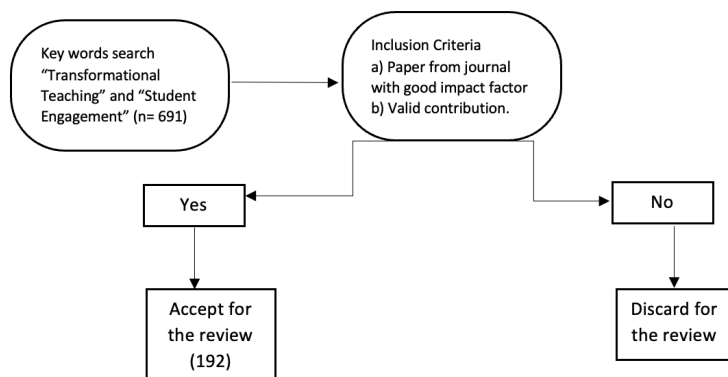 Key words search
“Transformational
Teaching” and “Student
Engagement” (n= 691)
Inclusion Criteria
a) Paper from journal
with good impact factor
b) Valid contribution.
Yes
No
Accept for
the review
(192)
Discard for
the review